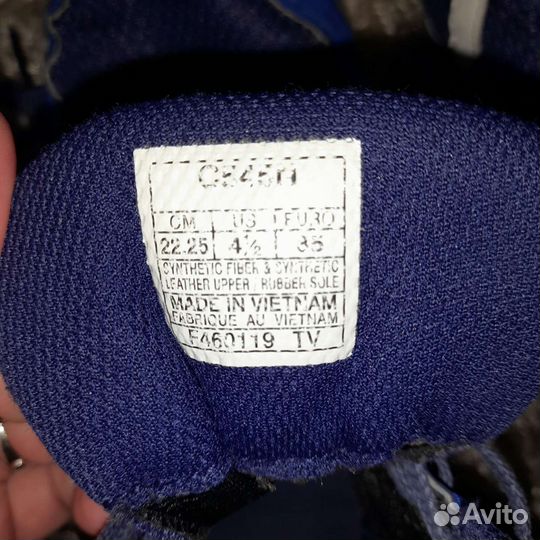 CM US EURO
22.25 4½ 35
SYNTHETIC FIBER & SYNTHETIC
LEATHER UPPER / RUBBER SOLE
MADE IN VIETNAM
FABRIQUE AU VIETNAM
F460119 TV
Avito